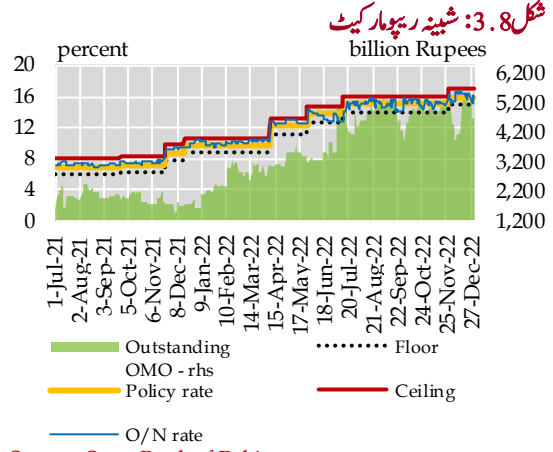 شکل 3.8: شبینہ ریپو مارکیٹ
percent billion Rupees
20
16
12
8
4
0
6,200
5,200
4,200
3,200
2,200
1,200
1-Jul-21
2-Aug-21
3-Sep-21
5-Oct-21
6-Nov-21
8-Dec-21
9-Jan-22
10-Feb-22
14-Mar-22
15-Apr-22
17-May-22
18-Jun-22
20-Jul-22
21-Aug-22
22-Sep-22
24-Oct-22
25-Nov-22
27-Dec-22
Outstanding OMO - rhs
Floor
Policy rate
Ceiling
O/N rate